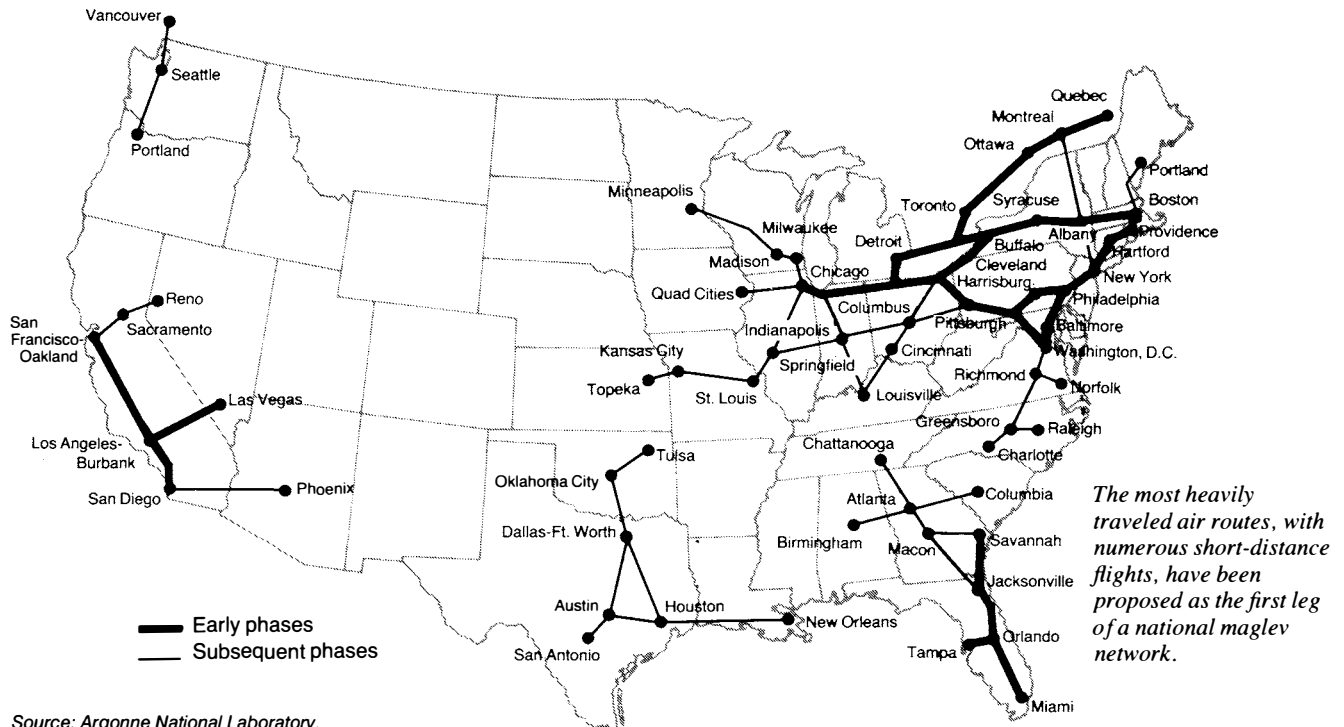 Vancouver
Seattle
Portland
Reno
Sacramento
San
Francisco-
Oakland
Las Vegas
Los Angeles-
Burbank
San Diego
Phoenix
Minneapolis
Milwaukee
Madison
Chicago
Quad Cities
Detroit
Toronto
Ottawa
Montreal
Quebec
Portland
Boston
Syracuse
Albany
Providence
Hartford
Buffalo
Cleveland
New York
Harrisburg
Philadelphia
Columbus
Pittsburgh
Baltimore
Washington, D.C.
Indianapolis
Cincinnati
Springfield
Kansas City
Topeka
St. Louis
Louisville
Richmond
Norfolk
Greensboro
Raleigh
Charlotte
Chattanooga
Tulsa
Oklahoma City
Dallas-Ft. Worth
Atlanta
Columbia
Birmingham
Macon
Savannah
Jacksonville
Austin
Houston
New Orleans
San Antonio
Orlando
Tampa
Miami
The most heavily
traveled air routes, with
numerous short-distance
flights, have been
proposed as the first leg
of a national maglev
network.
Early phases
Subsequent phases
Source: Argonne National Laboratory.